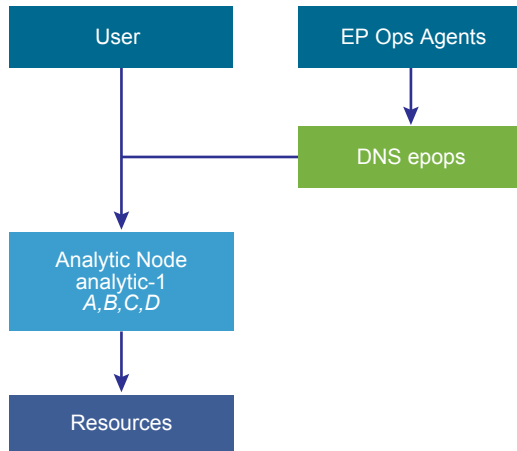 User
EP Ops Agents
DNS epops
Analytic Node
analytic-1
A,B,C,D
Resources